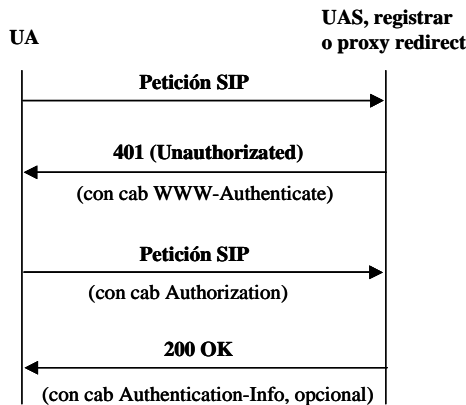 UA
UAS, registrar
o proxy redirect
Petición SIP
401 (Unauthorizated)
(con cab WWW-Authenticate)
Petición SIP
(con cab Authorization)
200 OK
(con cab Authentication-Info, opcional)